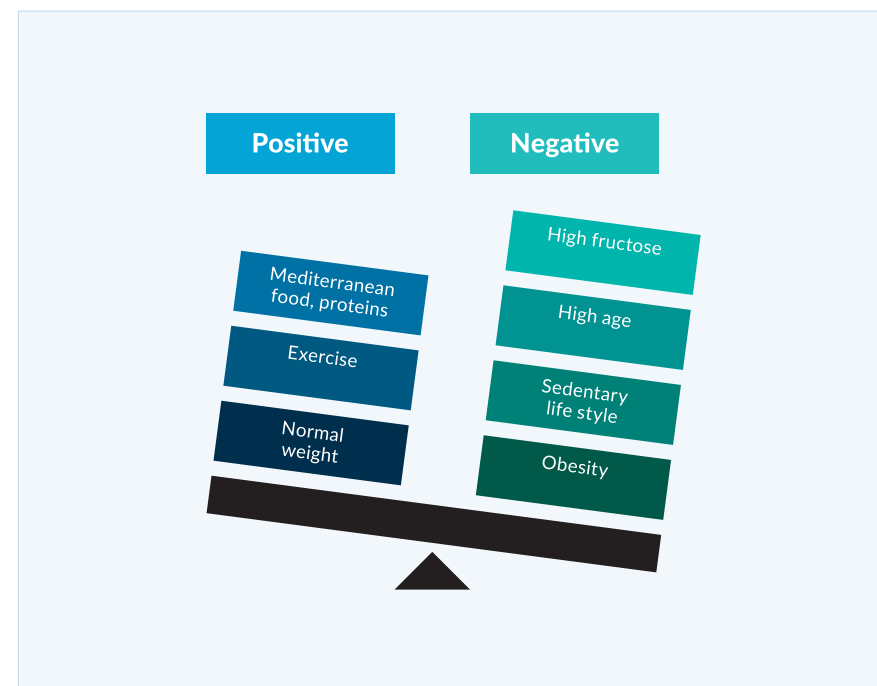 Positive
Negative
Mediterranean
food, proteins
Exercise
Normal
weight
High fructose
High age
Sedentary
life style
Obesity